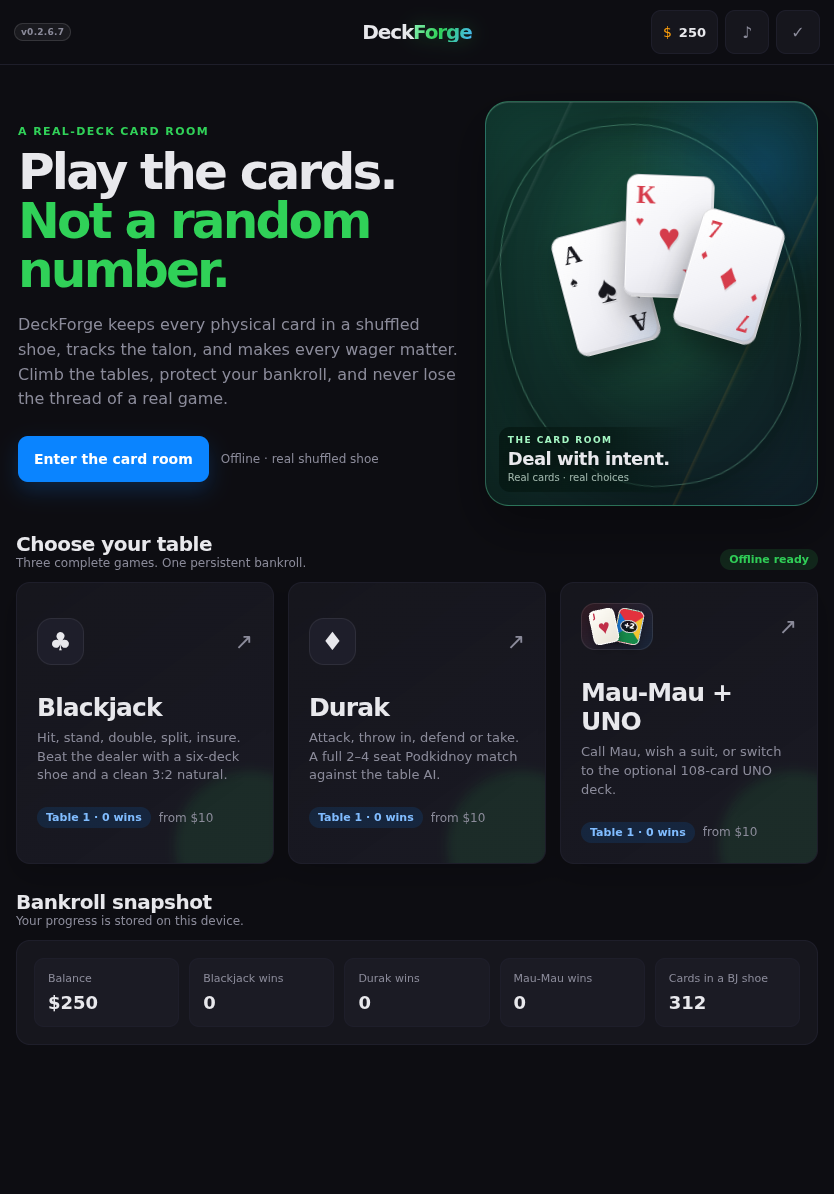 v0.2.6.7
DeckForge
$ 250
♪
✓
A REAL-DECK CARD ROOM
Play the cards.
Not a random
number.
DeckForge keeps every physical card in a shuffled
shoe, tracks the talon, and makes every wager matter.
Climb the tables, protect your bankroll, and never lose
the thread of a real game.
Enter the card room
Offline · real shuffled shoe
A
♠
♠
A
K
♥
♥
7
♦
♦
♦
7
THE CARD ROOM
Deal with intent.
Real cards · real choices
Choose your table
Three complete games. One persistent bankroll.
Offline ready
♣
↗
Blackjack
Hit, stand, double, split, insure.
Beat the dealer with a six-deck
shoe and a clean 3:2 natural.
Table 1 · 0 wins
from $10
♦
↗
Durak
Attack, throw in, defend or take.
A full 2–4 seat Podkidnoy match
against the table AI.
Table 1 · 0 wins
from $10
♥
+2
↗
Mau-Mau +
UNO
Call Mau, wish a suit, or switch
to the optional 108-card UNO
deck.
Table 1 · 0 wins
from $10
Bankroll snapshot
Your progress is stored on this device.
Balance
$250
Blackjack wins
0
Durak wins
0
Mau-Mau wins
0
Cards in a BJ shoe
312